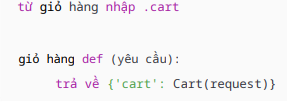 từ giỏ hàng nhập .cart
giỏ hàng def (yêu cầu):
trả về {'cart': Cart(request)}